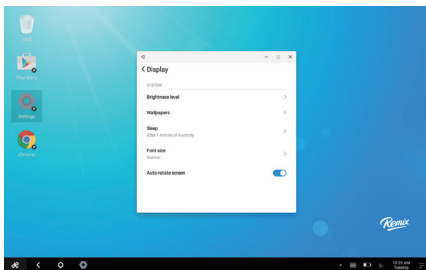 Trash
Play Store
Settings
Chrome
Display
SYSTEM
Brightness level
Wallpapers
Sleep
After 1 minute of inactivity
Font size
Normal
Auto-rotate screen
Remix
10:30 AM
Tuesday